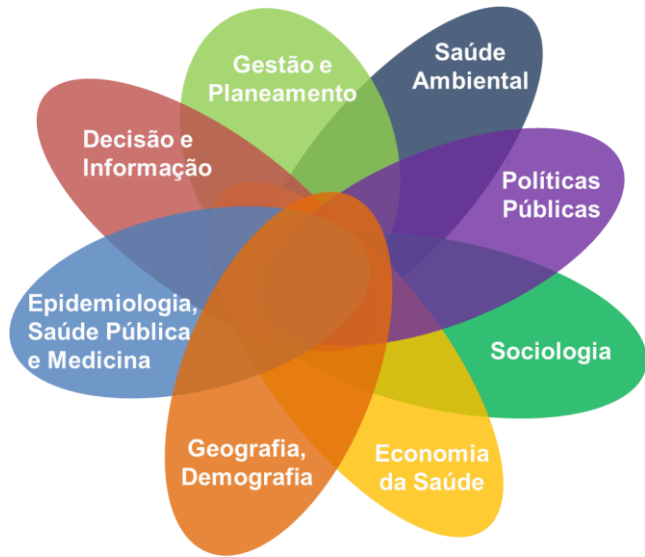 Gestão e
Planeamento
Saúde
Ambiental
Decisão e
Informação
Políticas
Públicas
Epidemiologia,
Saúde Pública
e Medicina
Sociologia
Geografia,
Demografia
Economia
da Saúde